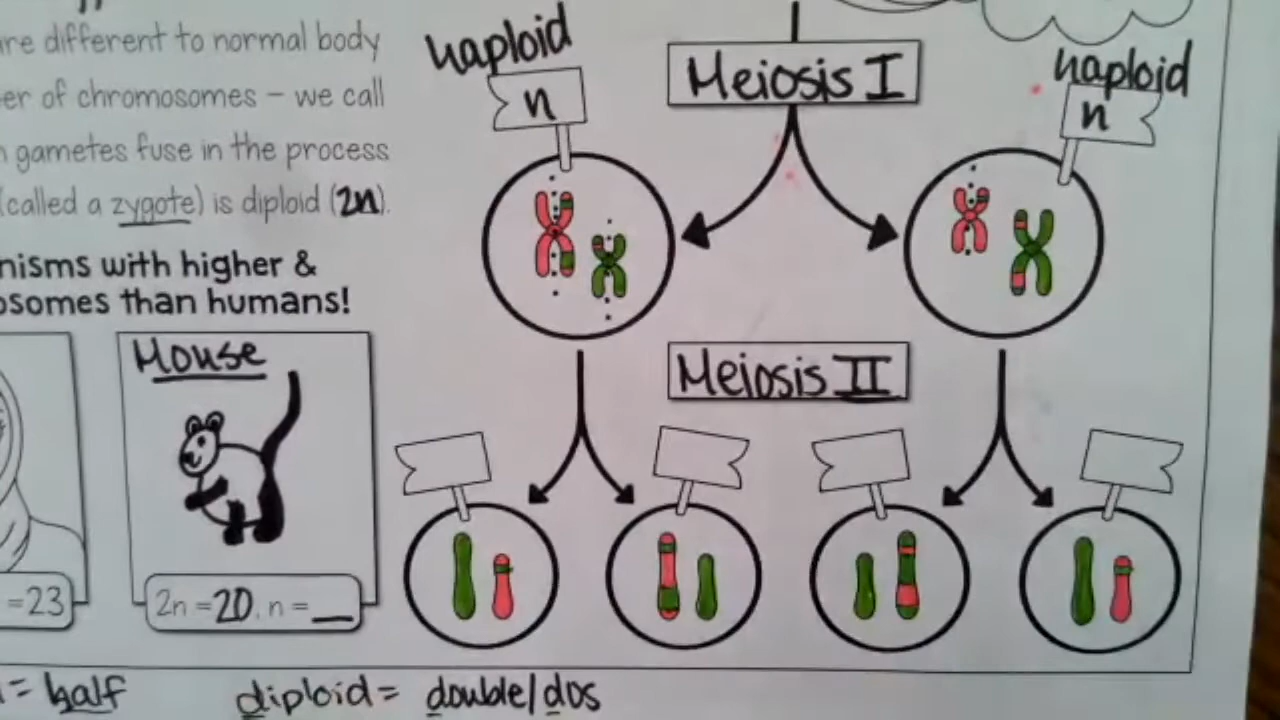 are different to normal body
er of chromosomes – we call
gametes fuse in the process
(called a zygote) is diploid (2n).
nisms with higher &
osomes than humans!
Mouse
=23
2n =20. n = __
= half
diploid = double/dos
haploid
n
Meiosis I
haploid
n
Meiosis II